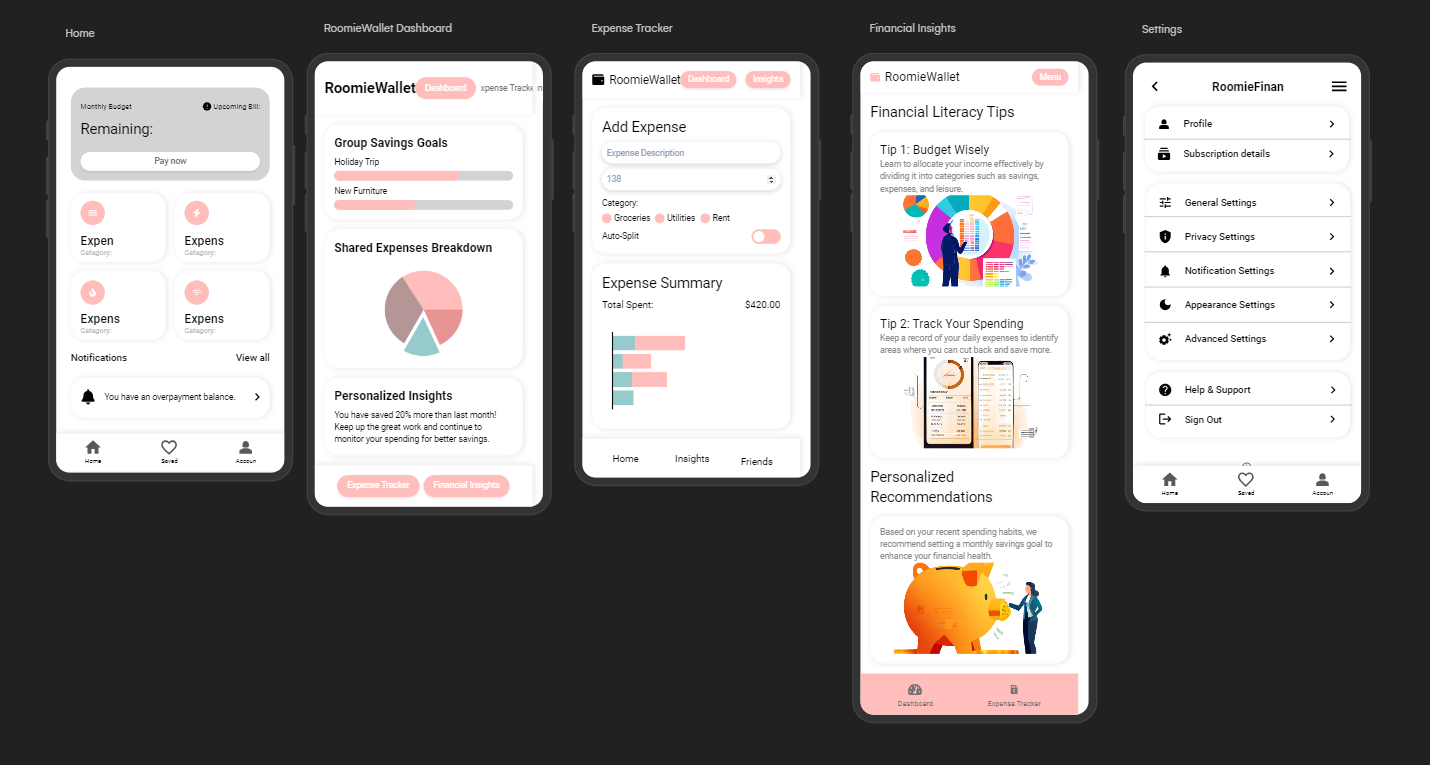 Home
Monthly Budget
Upcoming Bill:
Remaining:
Pay now
Expen
Category:
Expens
Category:
Expens
Category:
Expens
Category:
Notifications
View all
You have an overpayment balance.
Home
Saved
Accoun
RoomieWallet Dashboard
RoomieWallet
Dashboard
xpense Tracke
Group Savings Goals
Holiday Trip
New Furniture
Shared Expenses Breakdown
Personalized Insights
You have saved 20% more than last month!
Keep up the great work and continue to
monitor your spending for better savings.
Expense Tracker
Financial Insights
Expense Tracker
RoomieWallet
Dashboard
Insights
Add Expense
Expense Description
138
Category:
Groceries
Utilities
Rent
Auto-Split
Expense Summary
Total Spent:
$420.00
Home
Insights
Friends
Financial Insights
RoomieWallet
Menu
Financial Literacy Tips
Tip 1: Budget Wisely
Learn to allocate your income effectively by
dividing it into categories such as savings,
expenses, and leisure.
Tip 2: Track Your Spending
Keep a record of your daily expenses to identify
areas where you can cut back and save more.
Personalized
Recommendations
Based on your recent spending habits, we
recommend setting a monthly savings goal to
enhance your financial health.
Dashboard
Expense Tracker
Settings
RoomieFinan
Profile
Subscription details
General Settings
Privacy Settings
Notification Settings
Appearance Settings
Advanced Settings
Help & Support
Sign Out
Home
Saved
Accoun